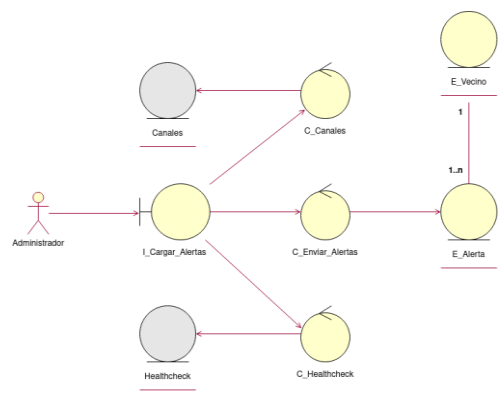 E_Vecino
1
1..n
Canales
C_Canales
Administrador
I_Cargar_Alertas
C_Enviar_Alertas
E_Alerta
Healthcheck
C_Healthcheck